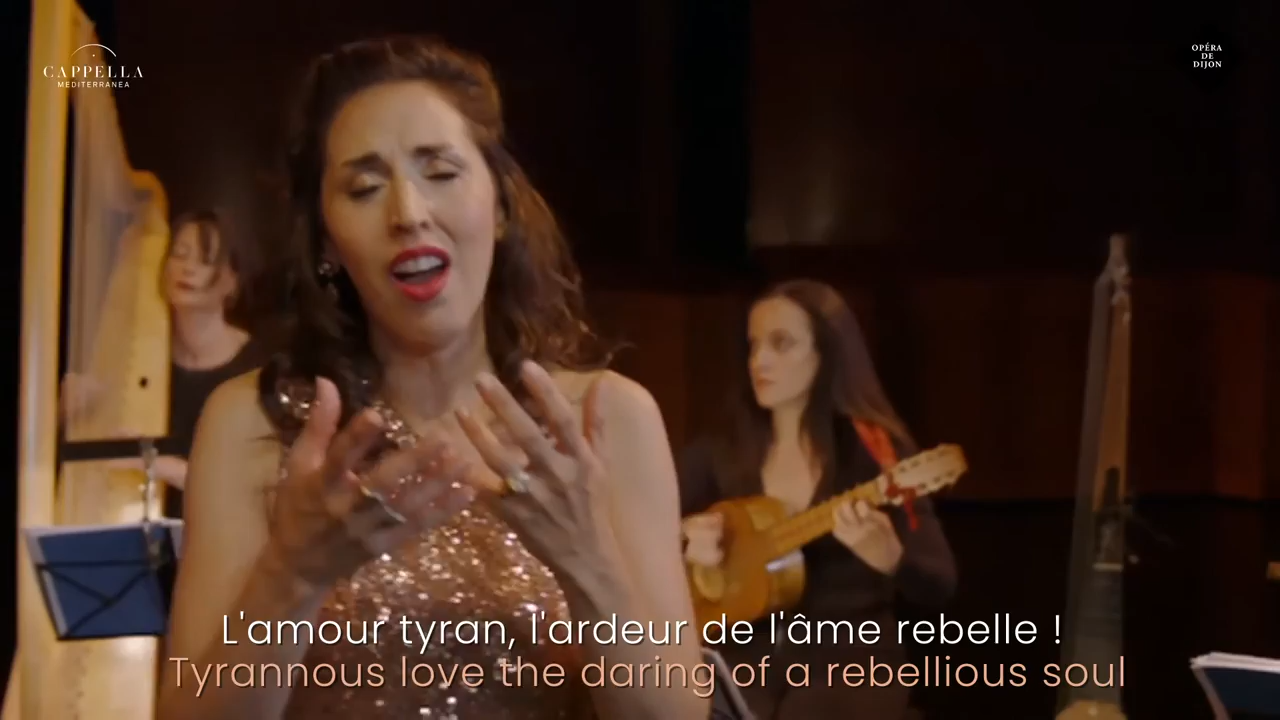 CAPPELLA
MEDITERRANEA
OPÉRA
DE
DIJON
L'amour tyran, l'ardeur de l'âme rebelle !
Tyrannous love the daring of a rebellious soul